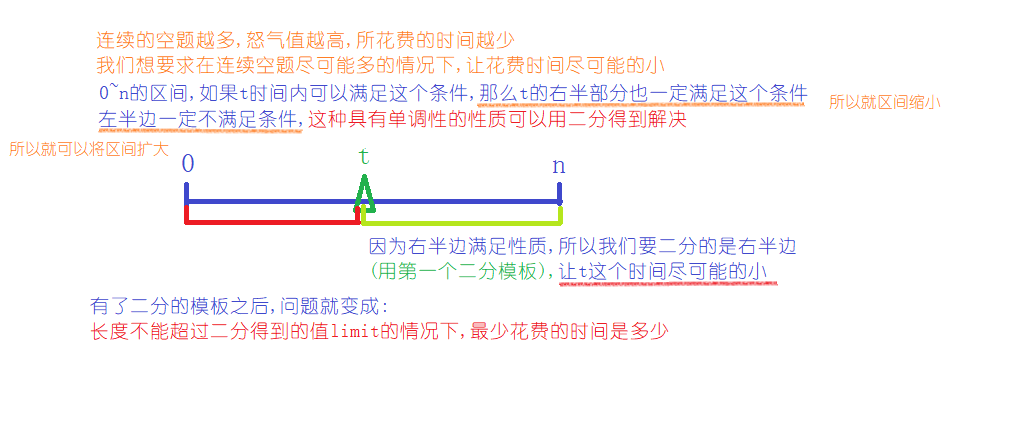 连续的空题越多,怒气值越高,所花费的时间越少
我们想要求在连续空题尽可能多的情况下,让花费时间尽可能的小
0~n的区间,如果t时间内可以满足这个条件,那么t的右半部分也一定满足这个条件
所以就区间缩小
左半边一定不满足条件,这种具有单调性的性质可以用二分得到解决
所以就可以将区间扩大
0
t
n
因为右半边满足性质,所以我们要二分的是右半边
(用第一个二分模板),让t这个时间尽可能的小
有了二分的模板之后,问题就变成:
长度不能超过二分得到的值limit的情况下,最少花费的时间是多少